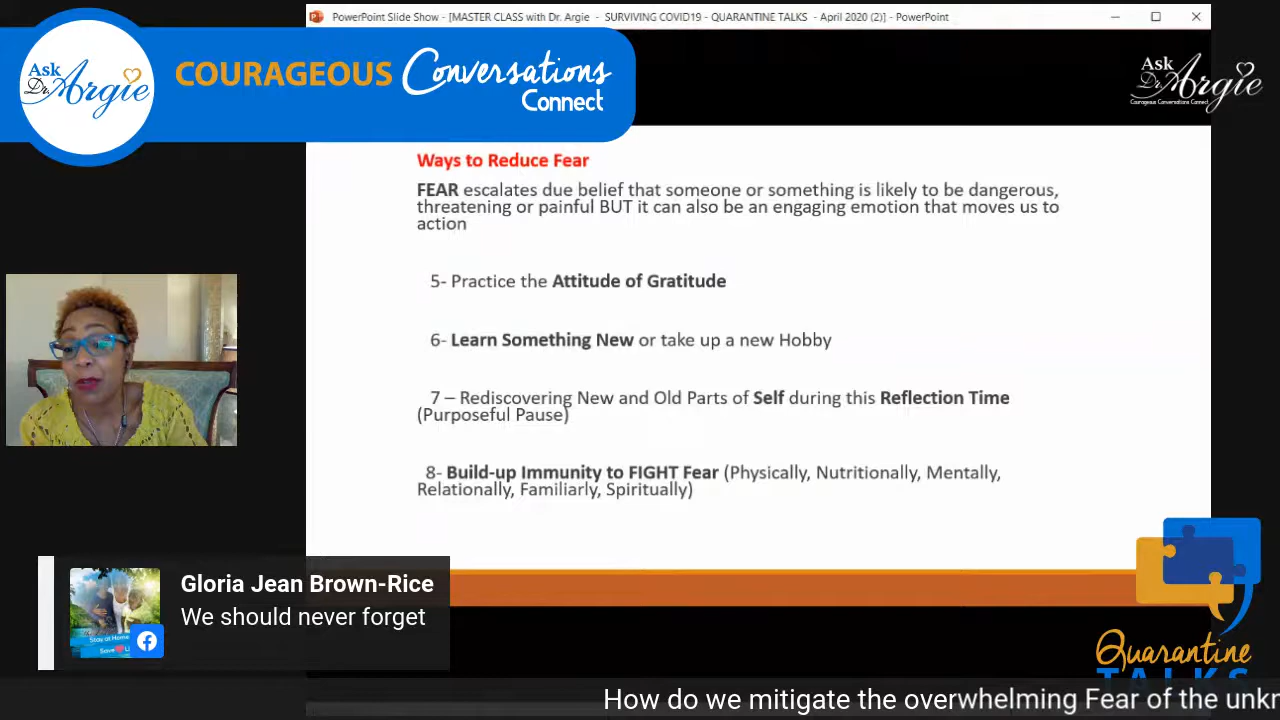 PowerPoint Slide Show - [MASTER CLASS with Dr. Argie - SURVIVING COVID19 - QUARANTINE TALKS - April 2020 (2)] - PowerPoint
Ask
Dr. Argie
COURAGEOUS Conversations
Connect
Ask
Dr. Argie
Courageous Conversations Connect
Ways to Reduce Fear
FEAR escalates due belief that someone or something is likely to be dangerous,
threatening or painful BUT it can also be an engaging emotion that moves us to
action
5- Practice the Attitude of Gratitude
6- Learn Something New or take up a new Hobby
7 – Rediscovering New and Old Parts of Self during this Reflection Time
(Purposeful Pause)
8- Build-up Immunity to FIGHT Fear (Physically, Nutritionally, Mentally,
Relationally, Familiarly, Spiritually)
Gloria Jean Brown-Rice
We should never forget
Stay at Home
Save
Quarantine
TALKS
How do we mitigate the overwhelming Fear of the unk